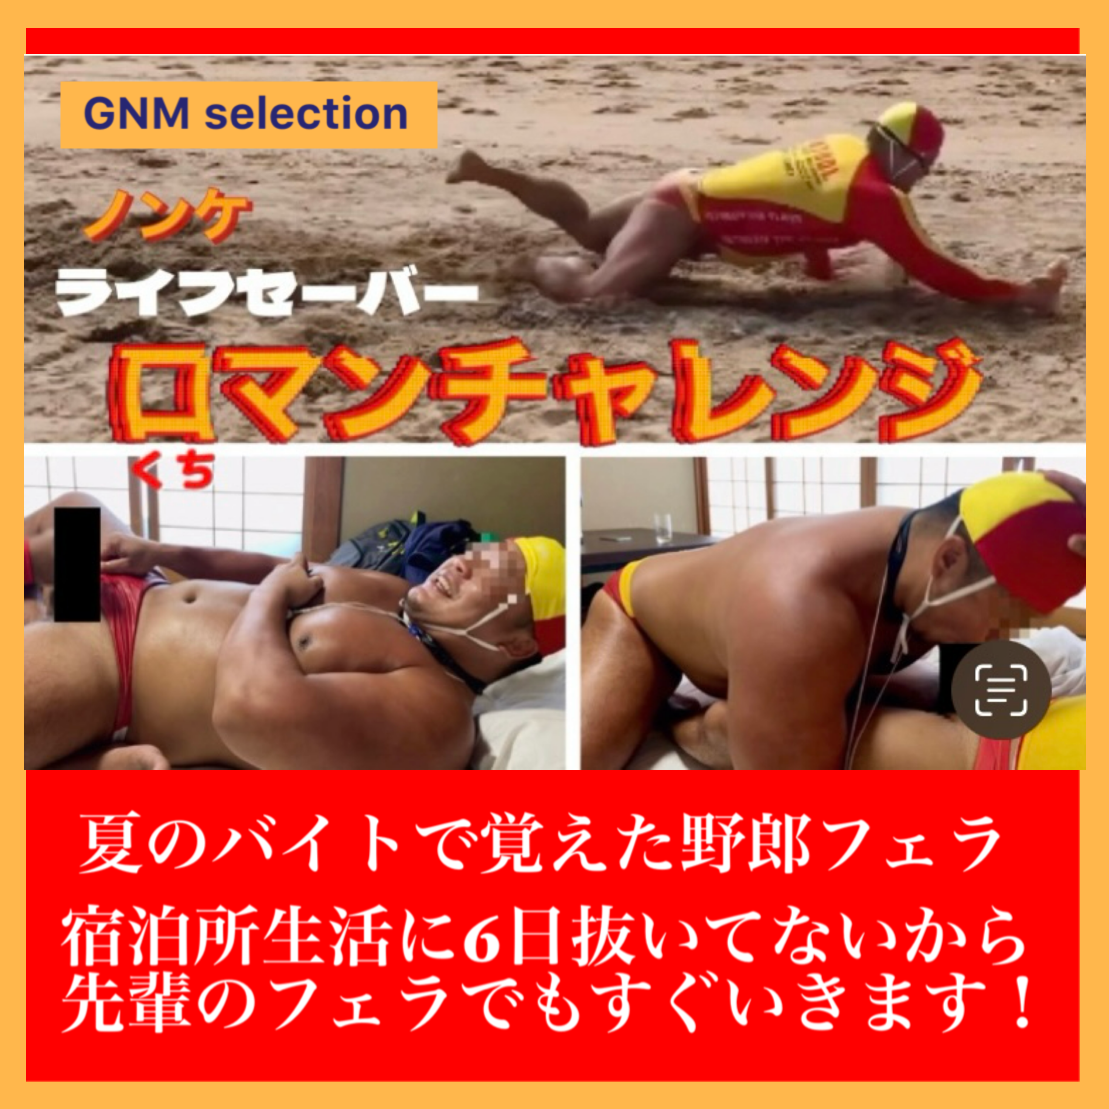 GNM selection
ノンケ
ライフセーバー
ロマンチャレンジ
くち
夏のバイトで覚えた野郎フェラ
宿泊所生活に6日抜いてないから
先輩のフェラでもすぐいきます！